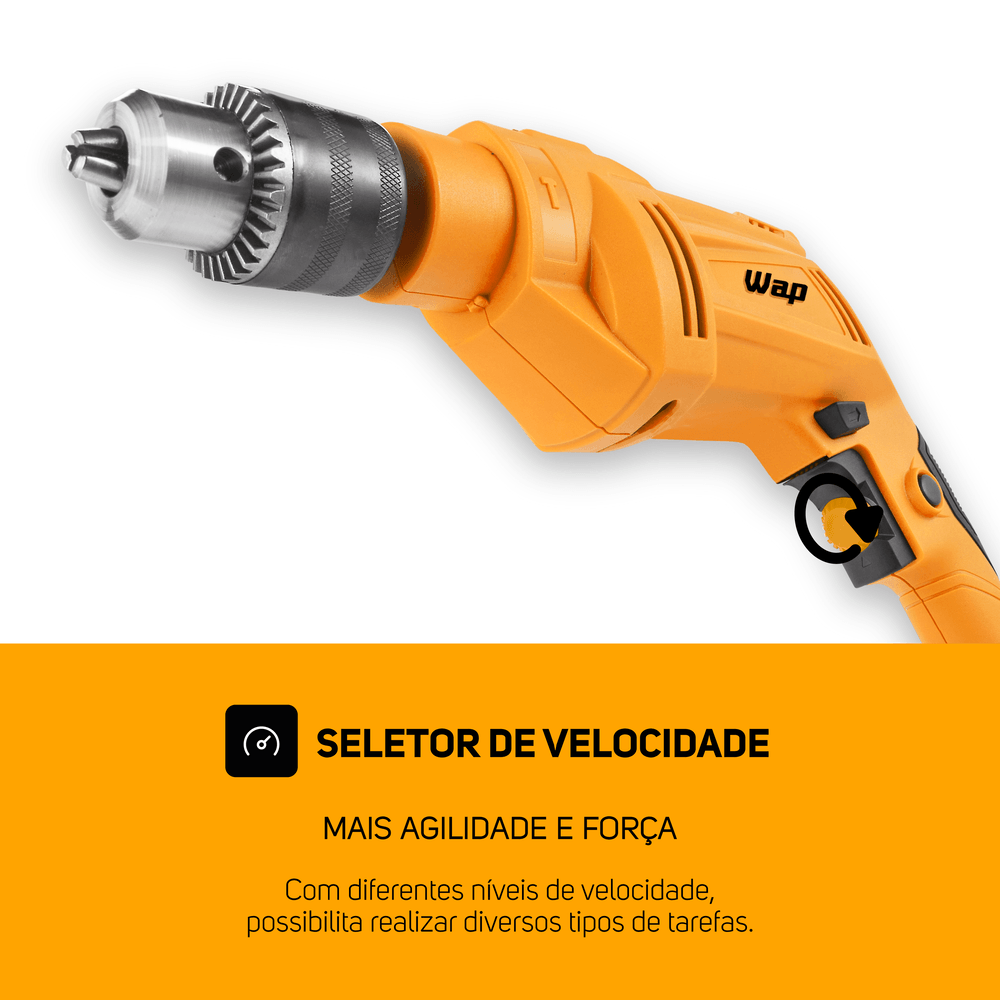 Wap
SELETOR DE VELOCIDADE
MAIS AGILIDADE E FORÇA
Com diferentes níveis de velocidade,
possibilita realizar diversos tipos de tarefas.